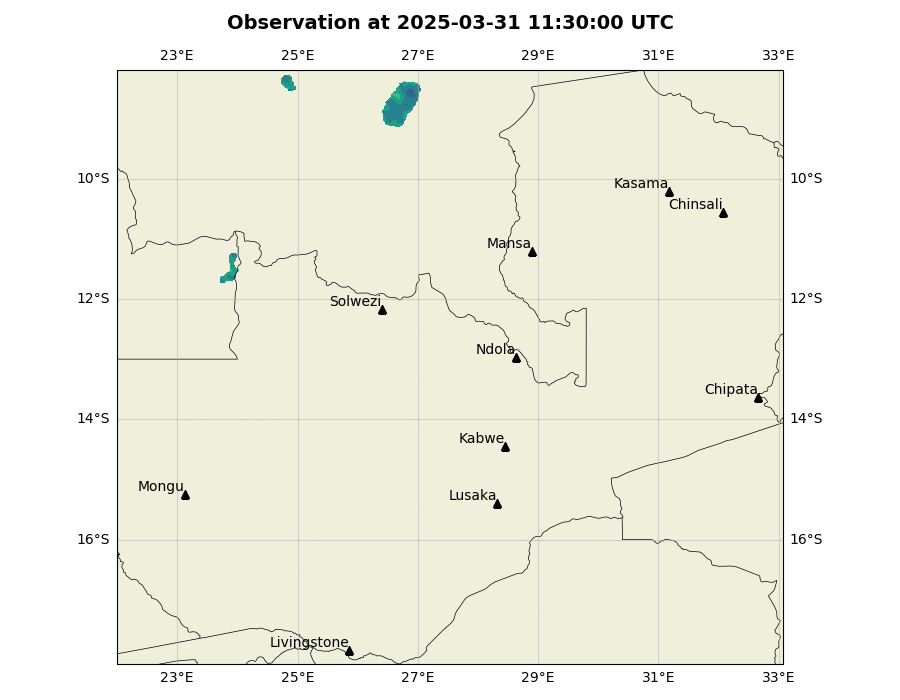 Observation at 2025-03-31 11:30:00 UTC
23°E 25°E 27°E 29°E 31°E 33°E
10°S 10°S
Kasama
Chinsali
Mansa
12°S 12°S
Solwezi
Ndola
Chipata
14°S 14°S
Kabwe
Mongu
Lusaka
16°S 16°S
Livingstone
23°E 25°E 27°E 29°E 31°E 33°E